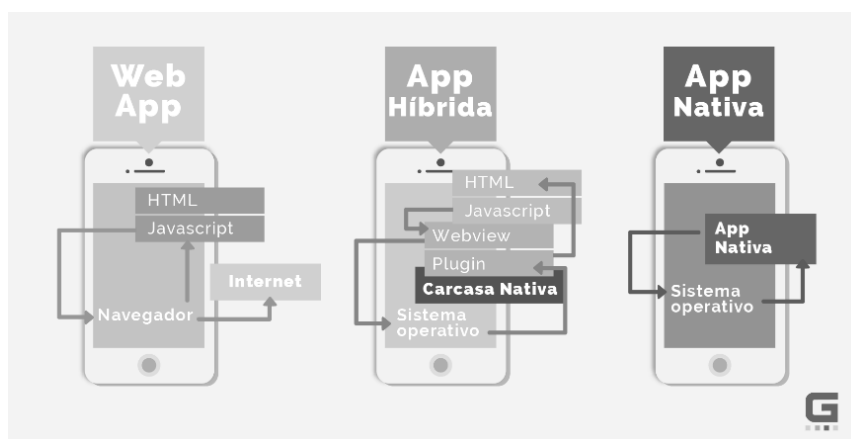 Web
App
HTML
Javascript
Internet
Navegador
App
Híbrida
HTML
Javascript
Webview
Plugin
Carcasa Nativa
Sistema
operativo
App
Nativa
App
Nativa
Sistema
operativo
G